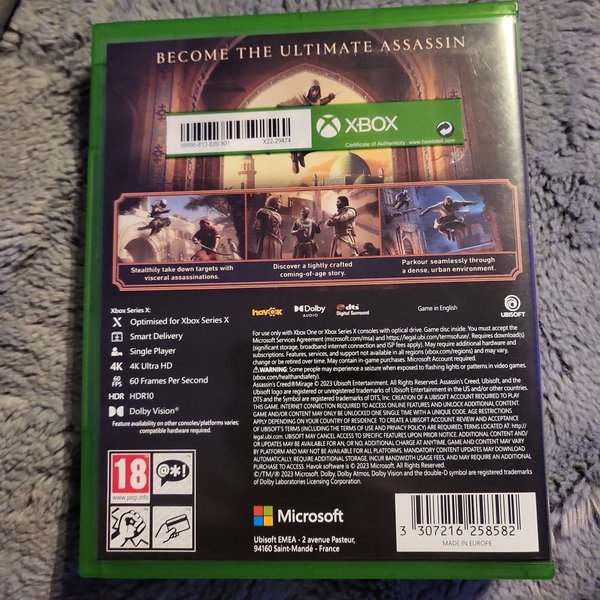 BECOME THE ULTIMATE ASSASSIN
99995-813-839-901 X22-29474
XBOX
Certificate of Authenticity www.howtotell.com
Stealthily take down targets with
visceral assassinations.
Discover a tightly crafted
coming-of-age story.
Parkour seamlessly through
a dense, urban environment.
Xbox Series X:
Optimised for Xbox Series X
Smart Delivery
Single Player
4K 4K Ultra HD
60 FPS 60 Frames Per Second
HDR HDR10
Dolby Vision®
Feature availability on other consoles/platforms varies;
compatible hardware required.
havok Dolby AUDIO dts Digital Surround
Game in English
UBISOFT
For use only with Xbox One or Xbox Series X consoles with optical drive. Game disc inside. You must accept the
Microsoft Services Agreement (microsoft.com/msa) and https://legal.ubi.com/termsofuse/. Requires download(s)
(significant storage, broadband internet connection and ISP fees apply). May require additional hardware and
subscriptions. Features, services, and support not available in all regions (xbox.com/regions) and may vary,
change or be retired over time. May contain in-game purchases. Microsoft Account required.
WARNING: Some people may experience a seizure when exposed to flashing lights or patterns in video games.
(xbox.com/healthandsafety).
Assassin's Creed®Mirage © 2023 Ubisoft Entertainment. All Rights Reserved. Assassin's Creed, Ubisoft, and the
Ubisoft logo are registered or unregistered trademarks of Ubisoft Entertainment in the US and/or other countries.
DTS and the Symbol are registered trademarks of DTS, Inc. CREATION OF A UBISOFT ACCOUNT REQUIRED TO PLAY
THIS GAME. INTERNET CONNECTION REQUIRED TO ACCESS ONLINE FEATURES AND UNLOCK ADDITIONAL CONTENT.
GAME AND/OR CONTENT MAY ONLY BE UNLOCKED ONE SINGLE TIME WITH A UNIQUE CODE. AGE RESTRICTIONS
APPLY DEPENDING ON YOUR COUNTRY OF RESIDENCE. TO CREATE A UBISOFT ACCOUNT REVIEW AND ACCEPTANCE
OF UBISOFT'S TERMS (INCLUDING THE TERMS OF USE AND PRIVACY POLICY) ARE REQUIRED; TERMS LOCATED AT: http://
legal.ubi.com. UBISOFT MAY CANCEL ACCESS TO SPECIFIC FEATURES UPON PRIOR NOTICE. ADDITIONAL CONTENT AND/
OR UPDATES MAY BE AVAILABLE FOR AN, OR NO, ADDITIONAL CHARGE AT ANYTIME. GAME AND CONTENT MAY VARY
BY PLATFORM AND MAY NOT BE AVAILABLE FOR ALL PLATFORMS. MANDATORY CONTENT UPDATES MAY DOWNLOAD
AUTOMATICALLY, REQUIRE ADDITIONAL STORAGE, INCUR BANDWIDTH USAGE FEES, AND MAY BE REQUIRED TO
PURCHASE TO ACCESS. Havok software is © 2023 Microsoft. All Rights Reserved.
©/™/® 2023 Microsoft. Dolby, Dolby Atmos, Dolby Vision and the double-D symbol are registered trademarks
of Dolby Laboratories Licensing Corporation.
18
www.pegi.info
@*!
Microsoft
Ubisoft EMEA - 2 avenue Pasteur,
94160 Saint-Mandé - France
3 307216 258582
MADE IN EUROPE